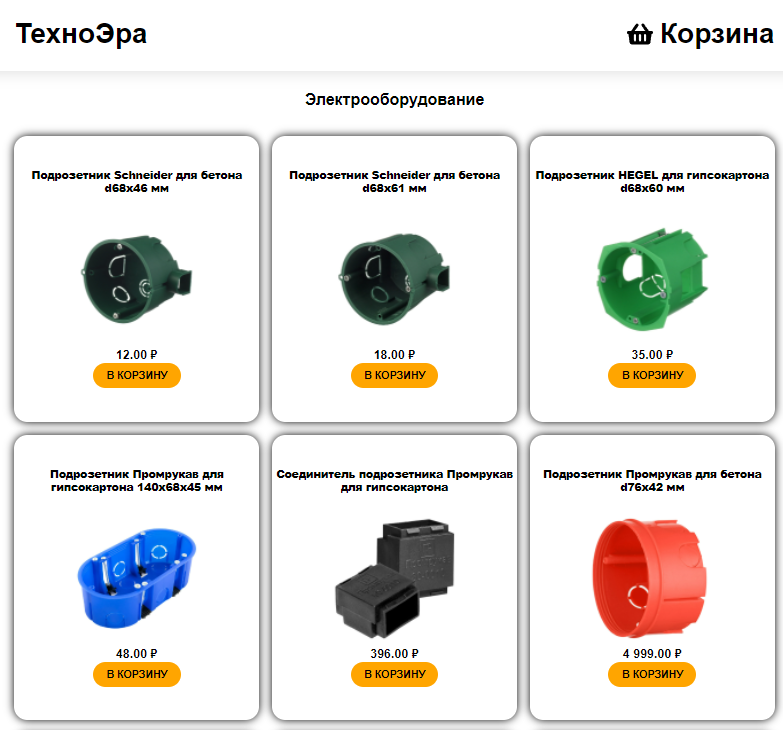 ТехноЭра
Корзина
Электрооборудование
Подрозетник Schneider для бетона
d68x46 мм
12.00 ₽
В КОРЗИНУ
Подрозетник Schneider для бетона
d68x61 мм
18.00 ₽
В КОРЗИНУ
Подрозетник HEGEL для гипсокартона
d68x60 мм
35.00 ₽
В КОРЗИНУ
Подрозетник Промрукав для
гипсокартона 140x68x45 мм
48.00 ₽
В КОРЗИНУ
Соединитель подрозетника Промрукав
для гипсокартона
396.00 ₽
В КОРЗИНУ
Подрозетник Промрукав для бетона
d76x42 мм
4 999.00 ₽
В КОРЗИНУ